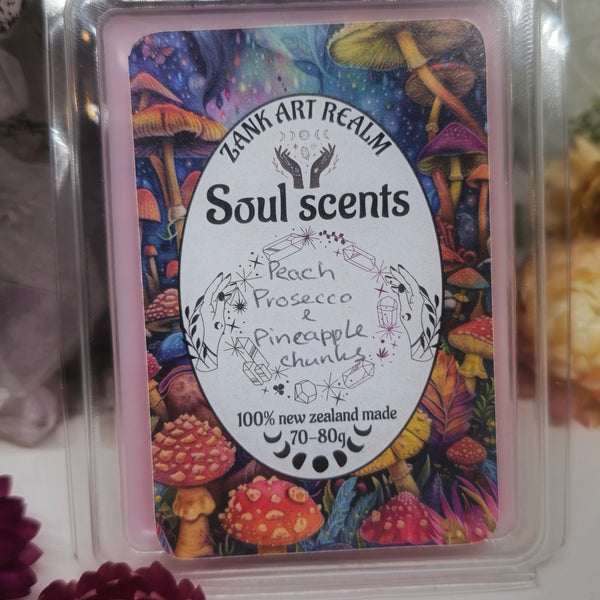 ZANK ART REALM
Soul scents
Peach
Prosecco
&
Pineapple
chunks
100% new zealand made
70-80g